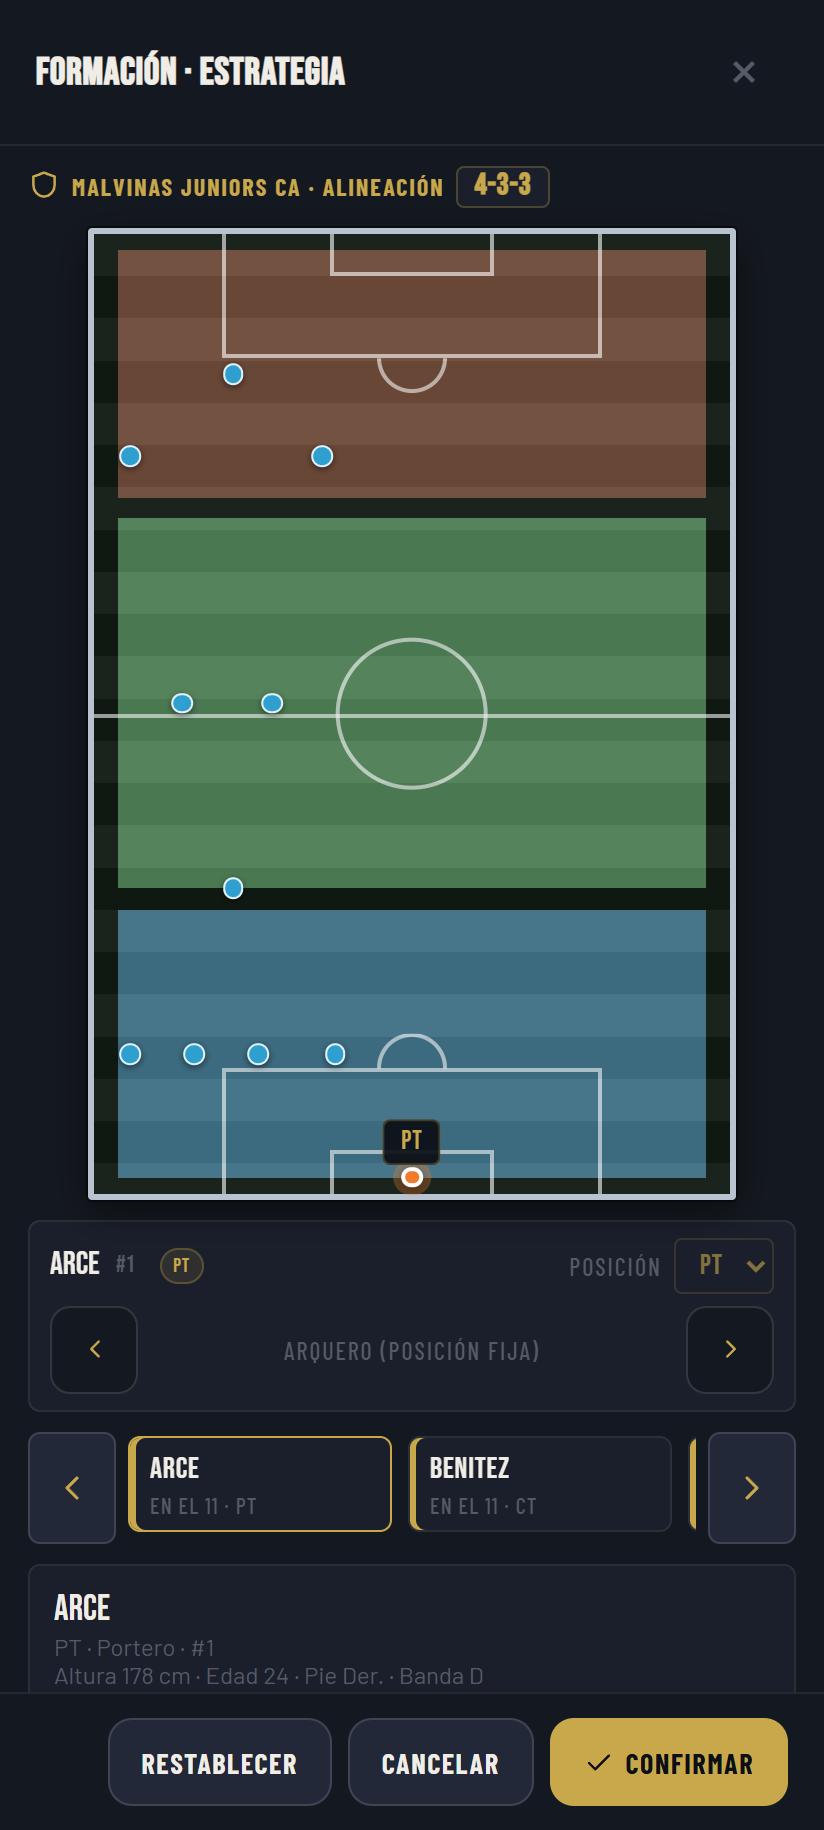 FORMACIÓN · ESTRATEGIA
MALVINAS JUNIORS CA · ALINEACIÓN 4-3-3
PT
ARCE #1 PT POSICIÓN PT
ARQUERO (POSICIÓN FIJA)
ARCE
EN EL 11 · PT
BENITEZ
EN EL 11 · CT
ARCE
PT · Portero · #1
Altura 178 cm · Edad 24 · Pie Der. · Banda D
RESTABLECER CANCELAR CONFIRMAR